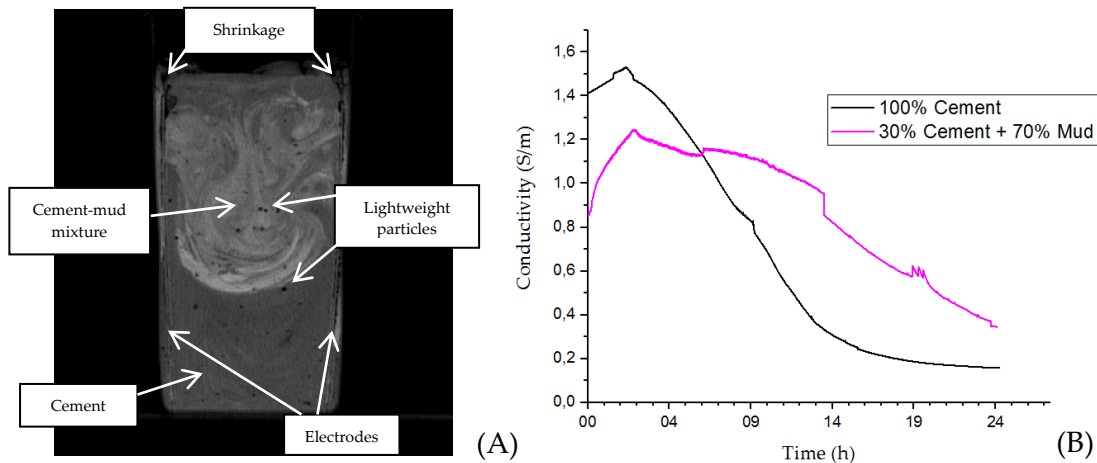 Shrinkage
Cement-mud
mixture
Lightweight
particles
Cement
Electrodes
(A)
1,8
1,6
1,4
1,2
1,0
0,8
0,6
0,4
0,2
0,0
Conductivity (S/m)
100% Cement
30% Cement + 70% Mud
00
04
09
14
19
24
Time (h)
(B)